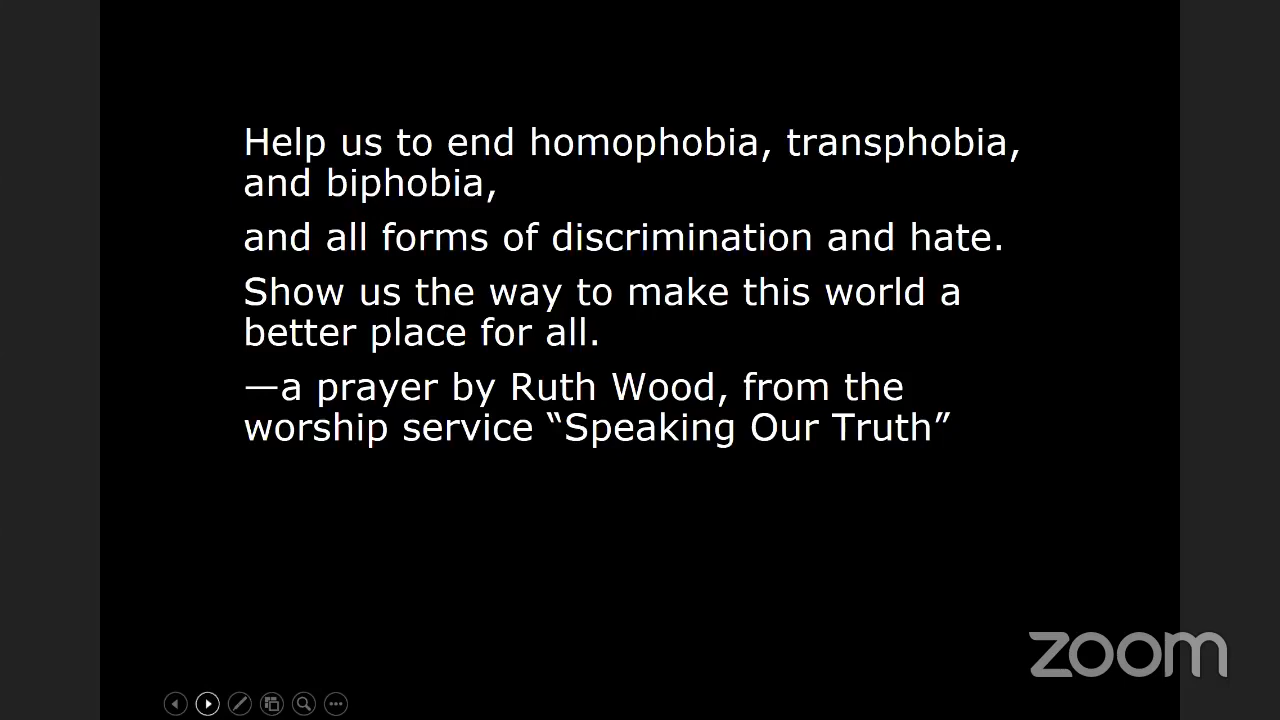 Help us to end homophobia, transphobia,
and biphobia,
and all forms of discrimination and hate.
Show us the way to make this world a
better place for all.
—a prayer by Ruth Wood, from the
worship service “Speaking Our Truth”
zoom